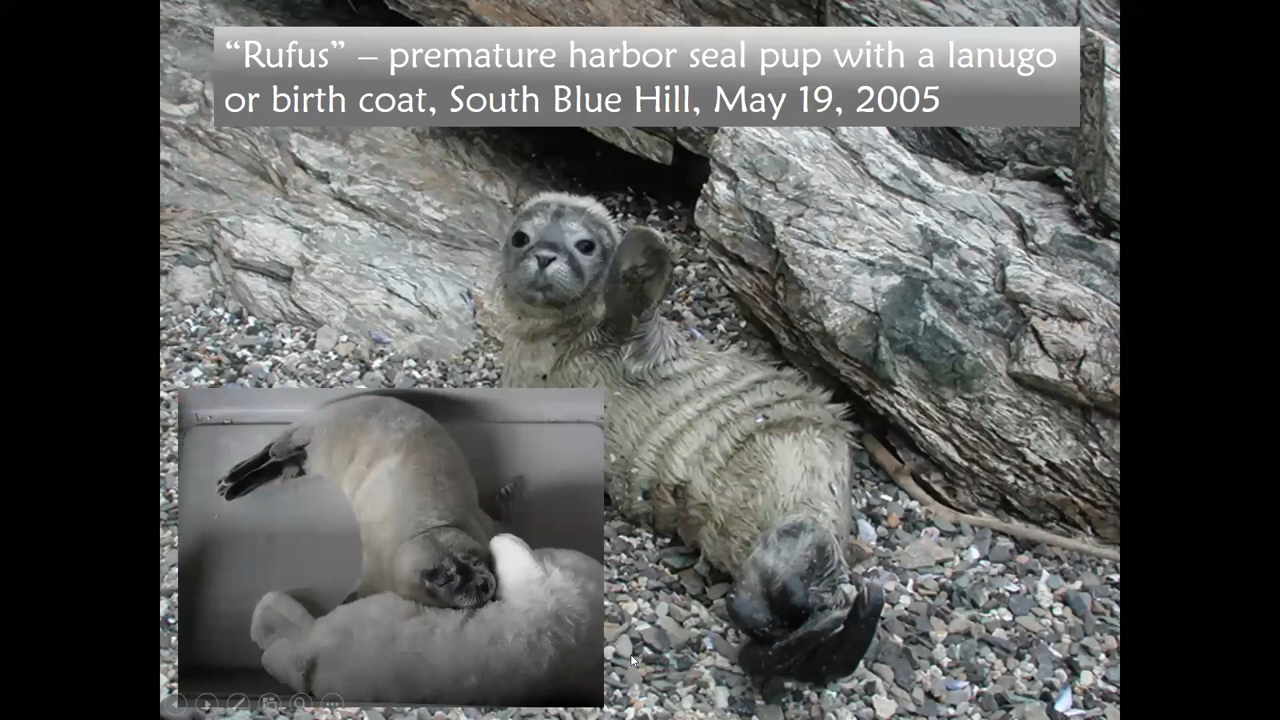 “Rufus” – premature harbor seal pup with a lanugo
or birth coat, South Blue Hill, May 19, 2005